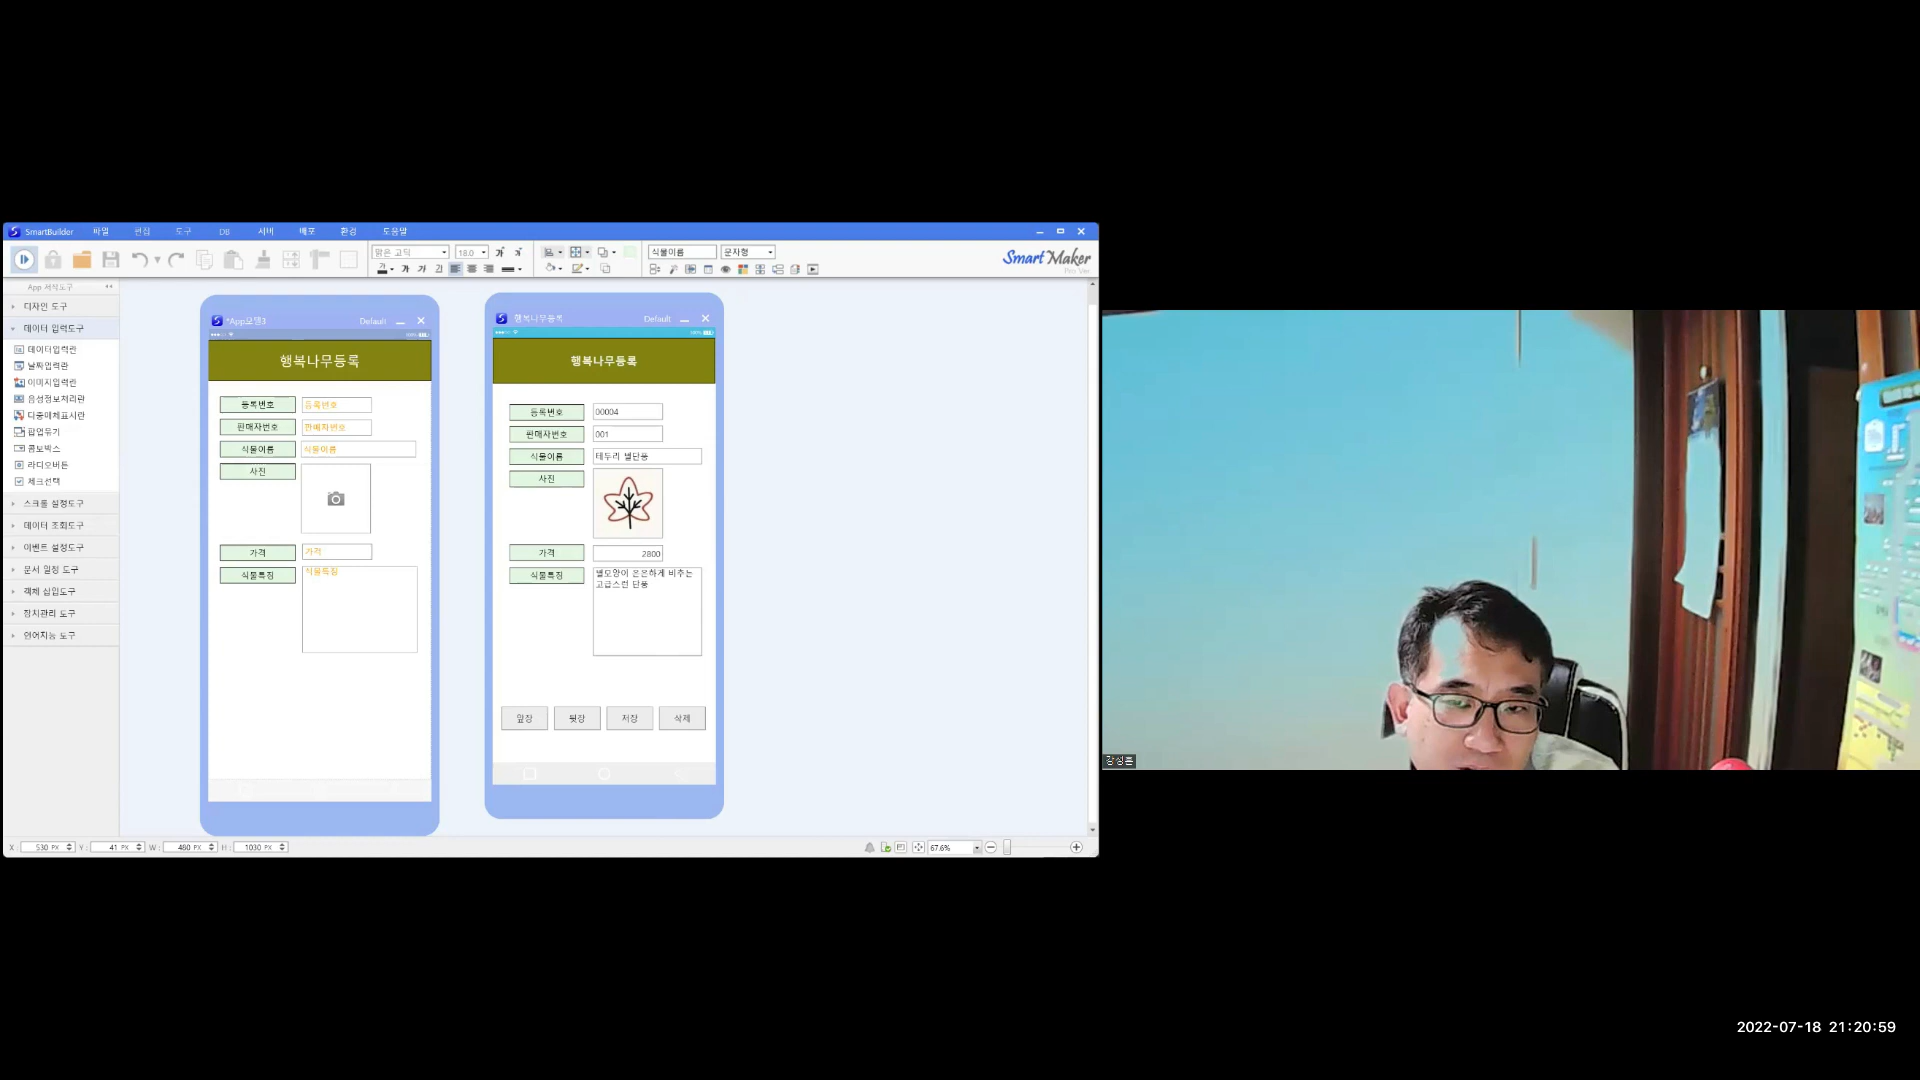 SmartBuilder 파일 편집 도구 DB 서버 배포 환경 도움말
맑은 고딕 18.0 식물이름 문자형
Smart Maker
Pro Ver.
App 저작도구
디자인 도구
데이터 입력도구
데이터입력란
날짜입력란
이미지입력란
음성정보처리란
다중매체표시란
팝업묶기
콤보박스
라디오버튼
체크선택
스크롤 설정도구
데이터 조회도구
이벤트 설정도구
문서 일정 도구
객체 삽입도구
장치관리 도구
인공지능 도구
*App모델3 Default
행복나무등록
등록번호 등록번호
판매자번호 판매자번호
식물이름 식물이름
사진
가격 가격
식물특징 식물특징
행복나무등록 Default
행복나무등록
등록번호 00004
판매자번호 001
식물이름 테두리 별단풍
사진
가격 2800
식물특징 별모양이 은은하게 비추는
고급스런 단풍
앞장 뒷장 저장 삭제
X : 530 PX Y : 41 PX W : 480 PX H : 1030 PX
67.6%
강성훈
2022-07-18 21:20:59